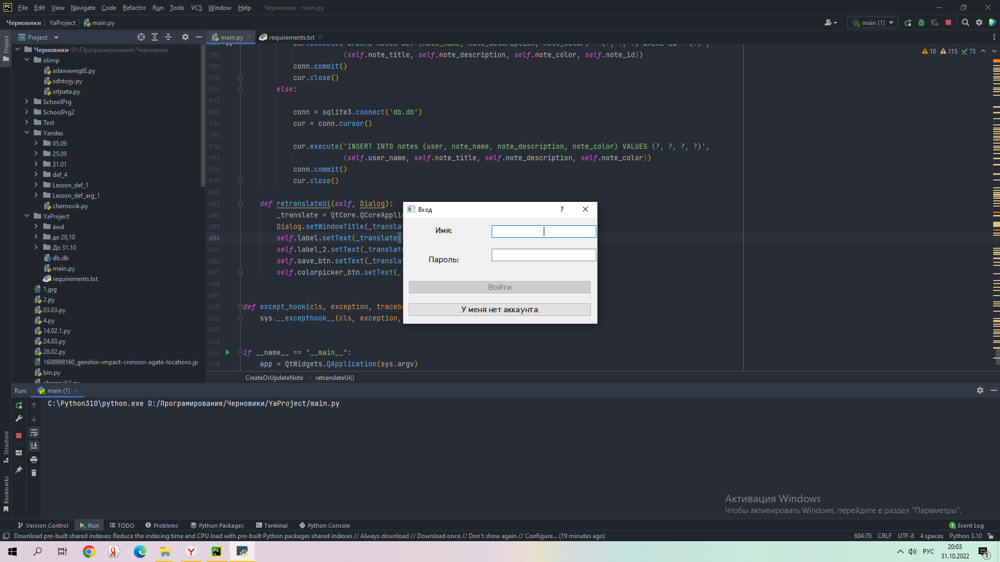 File Edit View Navigate Code Refactor Run Tools VCS Window Help Черновики - main.py
Черновики YaProject main.py main (1)
Project main.py requirements.txt
Project
Черновики D:\Програмирование\Черновики
olimp
adawawegtE.py
sdhtsrjy.py
srtjseta.py
SchoolPrg
SchoolPrg2
Test
Yandex
05.09
25.09
31.01
def_4
Lesson_def_1
Lesson_def_arg_1
chernovik.py
YaProject
awd
до 20,10
До 31.10
db.db
main.py
requirements.txt
1.jpg
2.py
03.03.py
4.py
14.02.1.py
24.03.py
28.02.py
1608998160_genshin-impact-crimson-agate-locations.jp
bin.py
10 115 73
588 (self.note_title, self.note_description, self.note_color, self.note_id))
589 conn.commit()
590 cur.close()
591 else:
592
593 conn = sqlite3.connect('db.db')
594 cur = conn.cursor()
595
596 cur.execute('INSERT INTO notes (user, note_name, note_description, note_color) VALUES (?, ?, ?, ?)',
597 (self.user_name, self.note_title, self.note_description, self.note_color))
598 conn.commit()
599 cur.close()
600
601 def retranslateUi(self, Dialog):
602 _translate = QtCore.QCoreApplic
603 Dialog.setWindowTitle(_translat
604 self.label.setText(_translate(
605 self.label_2.setText(_translate
606 self.save_btn.setText(_translat
607 self.colorpicker_btn.setText(_
608
609
610 def except_hook(cls, exception, traceba
611 sys.__excepthook__(cls, exception,
612
613
614 if __name__ == "__main__":
615 app = QtWidgets.QApplication(sys.argv)
CreateOrUpdateNote retranslateUi()
Вход ?
Имя:
Пароль:
Войти
У меня нет аккаунта
Run: main (1)
C:\Python310\python.exe D:/Програмирование/Черновики/YaProject/main.py
Structure
Bookmarks
Активация Windows
Чтобы активировать Windows, перейдите в раздел "Параметры".
Version Control Run TODO Problems Python Packages Terminal Python Console 1 Event Log
Download pre-built shared indexes: Reduce the indexing time and CPU load with pre-built Python packages shared indexes // Always download // Download once // Don't show again // Configure... (19 minutes ago) 604:70 CRLF UTF-8 4 spaces Python 3.10
РУС 20:03
31.10.2022 1